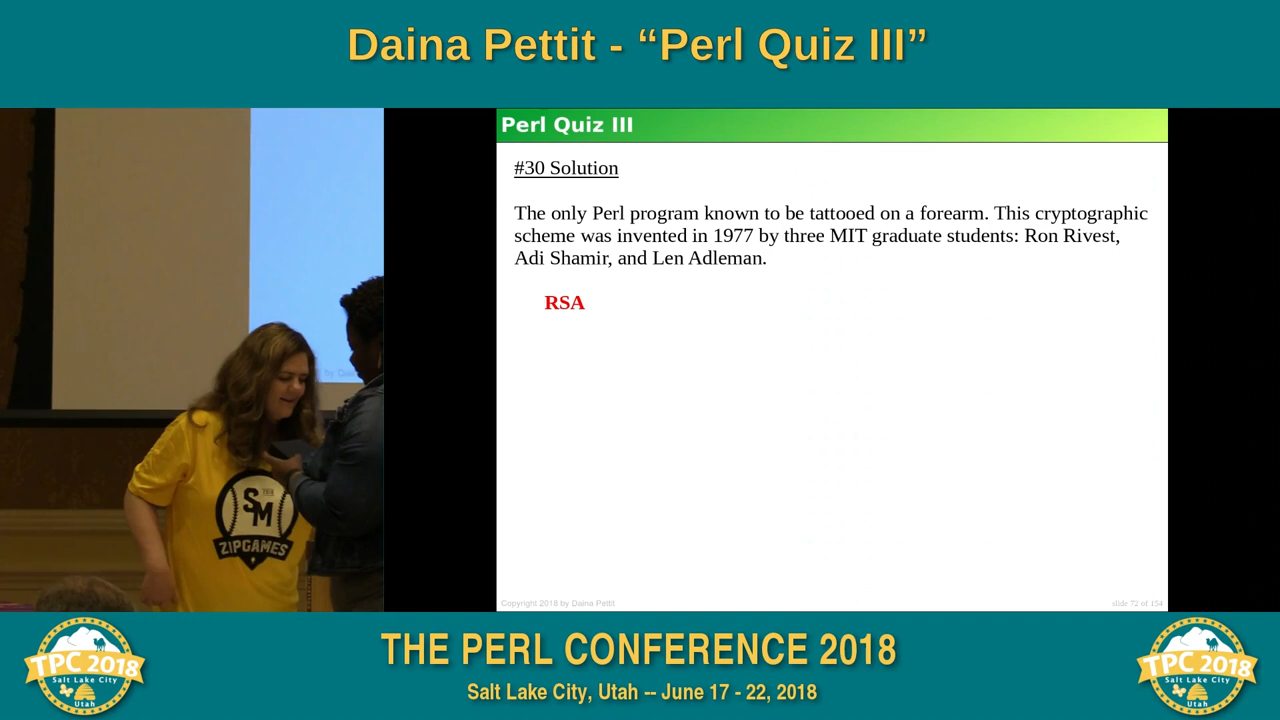 Daina Pettit - “Perl Quiz III”
Perl Quiz III
#30 Solution
The only Perl program known to be tattooed on a forearm. This cryptographic
scheme was invented in 1977 by three MIT graduate students: Ron Rivest,
Adi Shamir, and Len Adleman.
RSA
by Da
SM
ZIPGAMES
Copyright 2018 by Daina Pettit
slide 72 of 154
THE PERL CONFERENCE 2018
Salt Lake City, Utah -- June 17 - 22, 2018
TPC 2018
Salt Lake City
Utah
TPC 2018
Salt Lake City
Utah